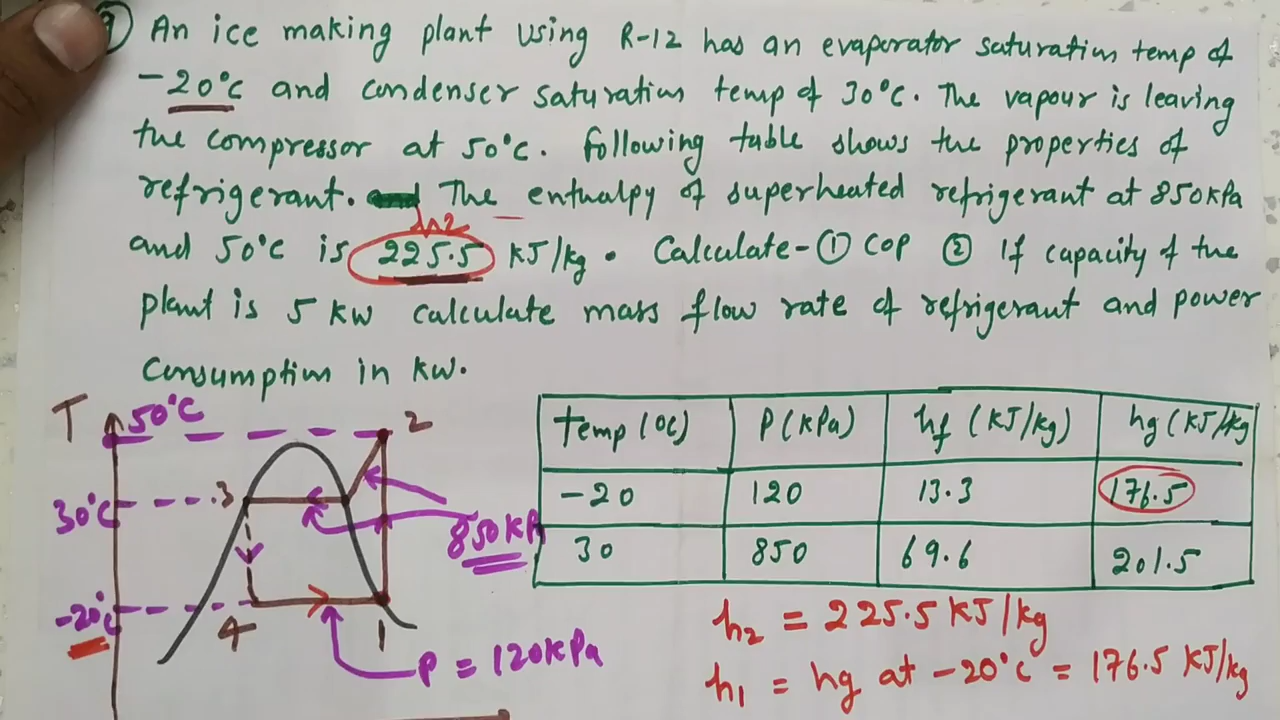 9) An ice making plant using R-12 has an evaporator saturation temp of
-20°C and condenser saturation temp of 30°C. The vapour is leaving
the compressor at 50°C. Following table shows the properties of
refrigerant. The enthalpy of superheated refrigerant at 850kPa
h2
and 50°C is 225.5 KJ/kg. Calculate- ① COP ② If capacity of the
plant is 5 KW calculate mass flow rate of refrigerant and power
Consumption in kw.
T 50°C 2
30°C 3
850KPa
-20°C 4 1
P = 120KPa
temp (°C) P(KPa) hf (KJ/kg) hg (KJ/kg
-20 120 13.3 176.5
30 850 69.6 201.5
h2 = 225.5 KJ/kg
h1 = hg at -20°C = 176.5 KJ/kg